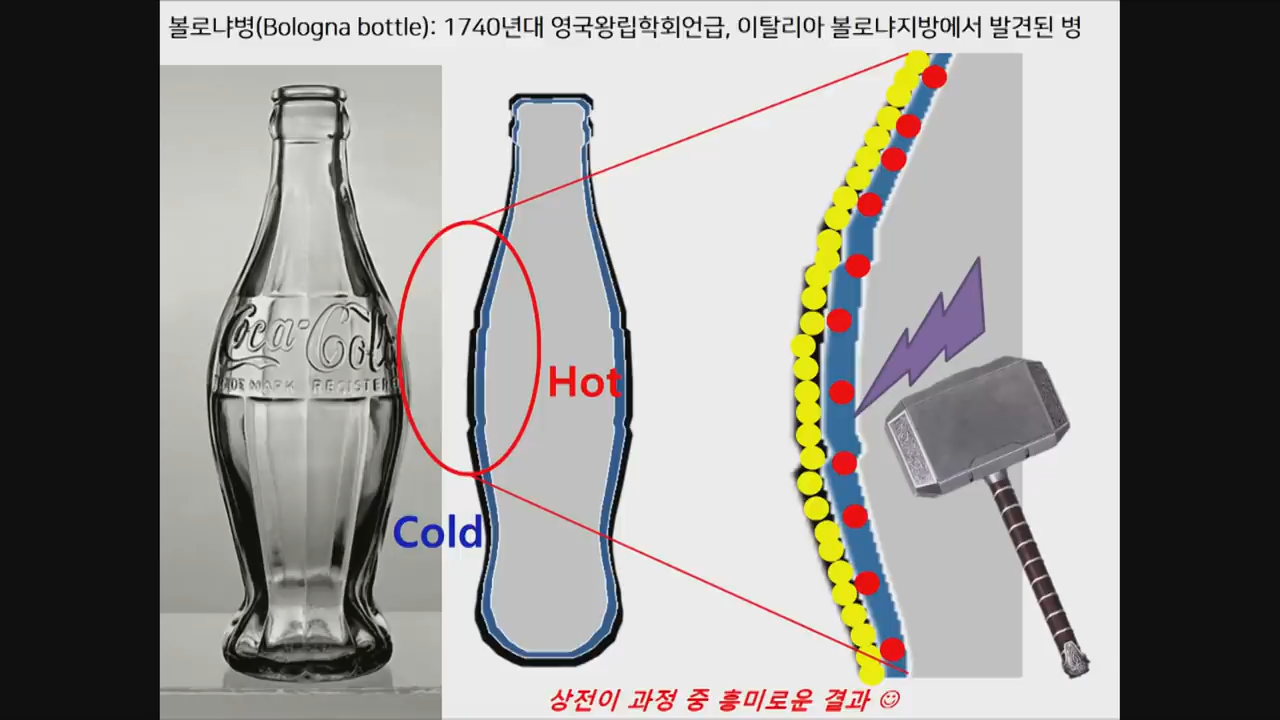 볼로냐병(Bologna bottle): 1740년대 영국왕립학회언급, 이탈리아 볼로냐지방에서 발견된 병
Coca-Cola
TRADE MARK REGISTERED
Hot
Cold
상전이 과정 중 흥미로운 결과 ☺